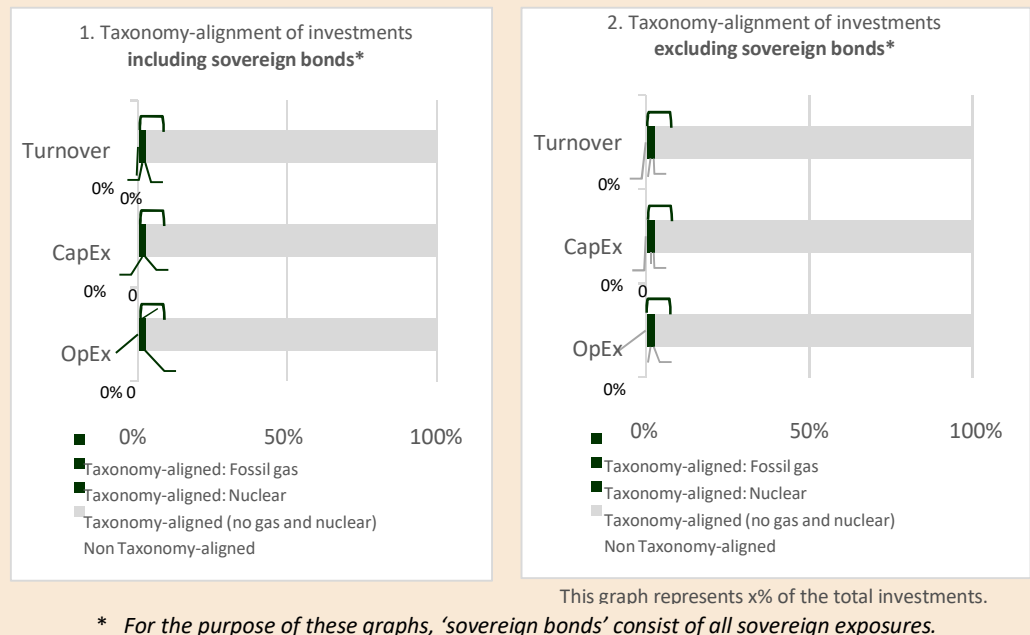 1. Taxonomy-alignment of investments
including sovereign bonds*
Turnover
0%
0%
CapEx
0%
0
OpEx
0% 0
0%
50%
100%
Taxonomy-aligned: Fossil gas
Taxonomy-aligned: Nuclear
Taxonomy-aligned (no gas and nuclear)
Non Taxonomy-aligned
2. Taxonomy-alignment of investments
excluding sovereign bonds*
Turnover
0%
CapEx
0%
0
OpEx
0%
0%
50%
100%
Taxonomy-aligned: Fossil gas
Taxonomy-aligned: Nuclear
Taxonomy-aligned (no gas and nuclear)
Non Taxonomy-aligned
This graph represents x% of the total investments.
* For the purpose of these graphs, ‘sovereign bonds’ consist of all sovereign exposures.